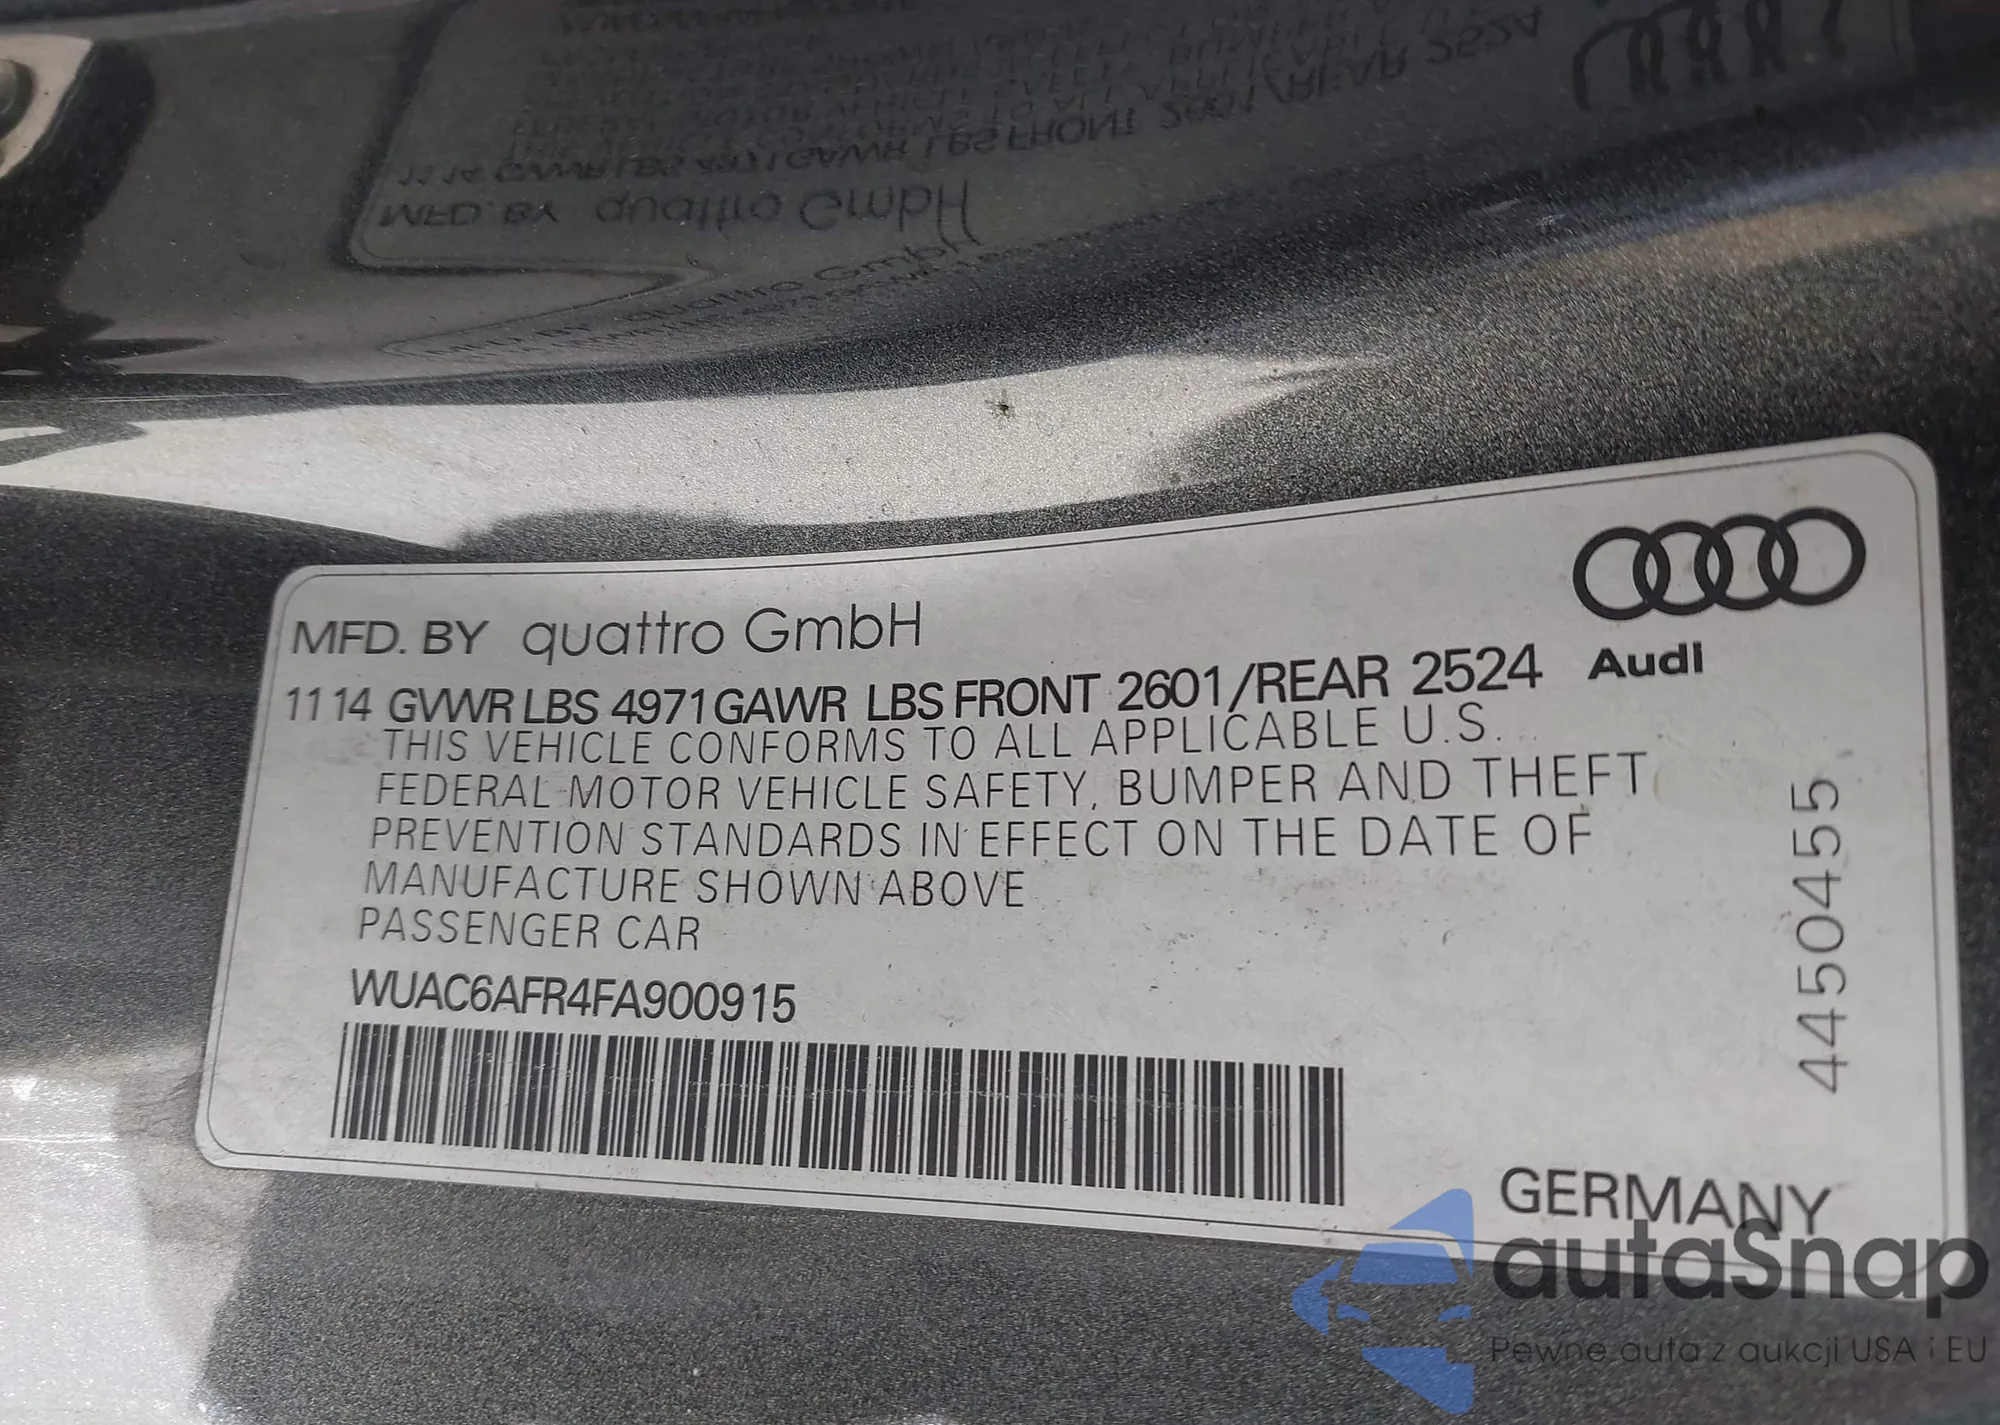 MFD. BY quattro GmbH
1114 GVWR LBS 4971 GAWR LBS FRONT 2601/REAR 2524
Audi
THIS VEHICLE CONFORMS TO ALL APPLICABLE U.S.
FEDERAL MOTOR VEHICLE SAFETY, BUMPER AND THEFT
PREVENTION STANDARDS IN EFFECT ON THE DATE OF
MANUFACTURE SHOWN ABOVE
PASSENGER CAR
WUAC6AFR4FA900915
4450455
GERMANY
autaSnap
Pewne auta z aukcji USA i EU